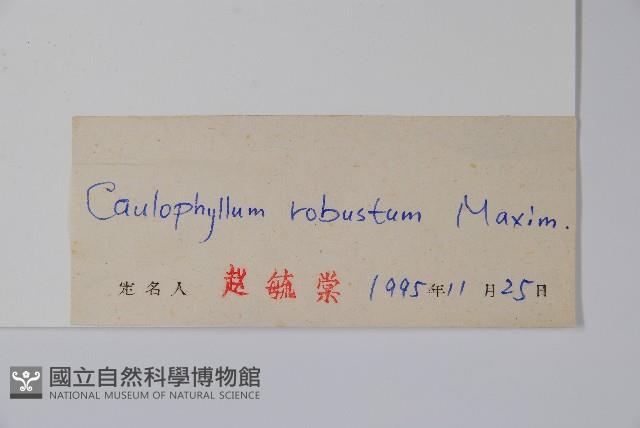 Caulophyllum robustum Maxim.
定名人 赵毓棠 1995年11月25日
國立自然科學博物館
NATIONAL MUSEUM OF NATURAL SCIENCE